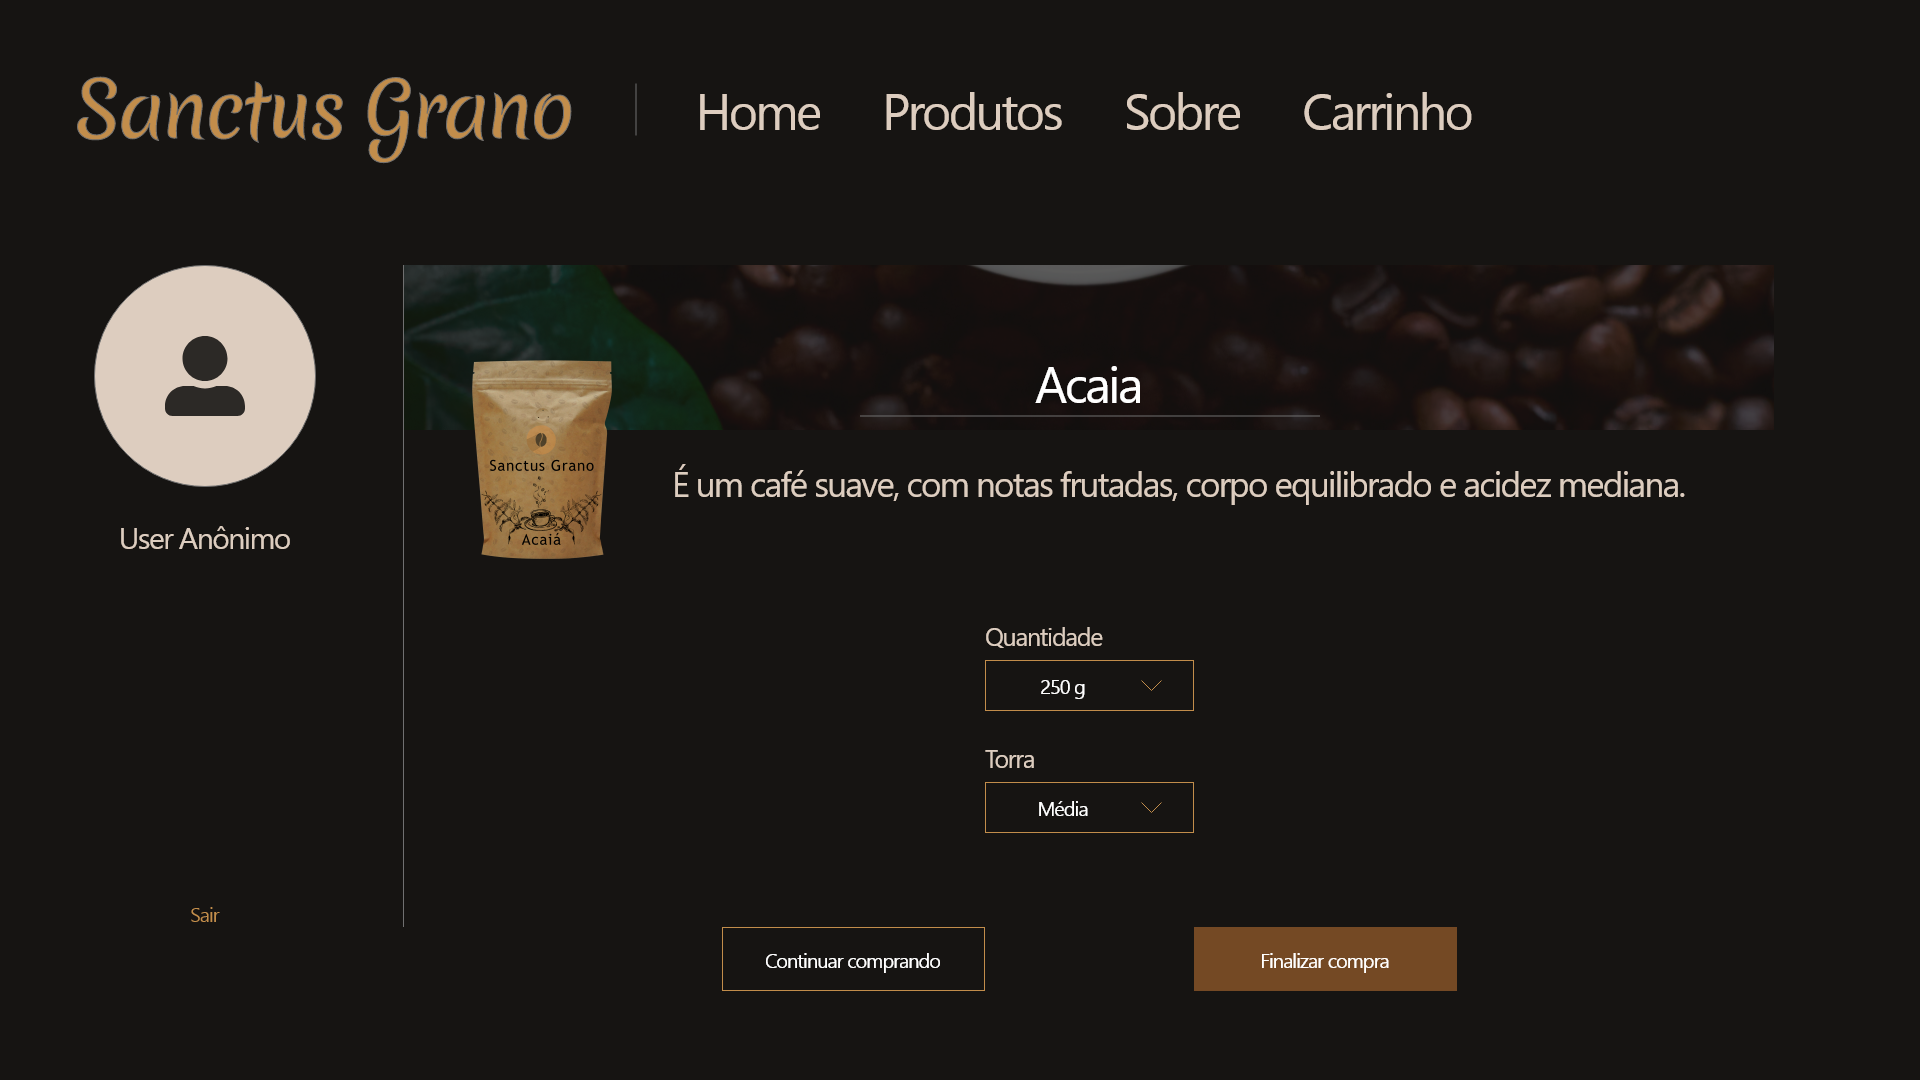 Sanctus Grano
Home Produtos Sobre Carrinho
Acaia
Sanctus Grano
Acaiá
É um café suave, com notas frutadas, corpo equilibrado e acidez mediana.
User Anônimo
Quantidade
250 g
Torra
Média
Sair
Continuar comprando
Finalizar compra